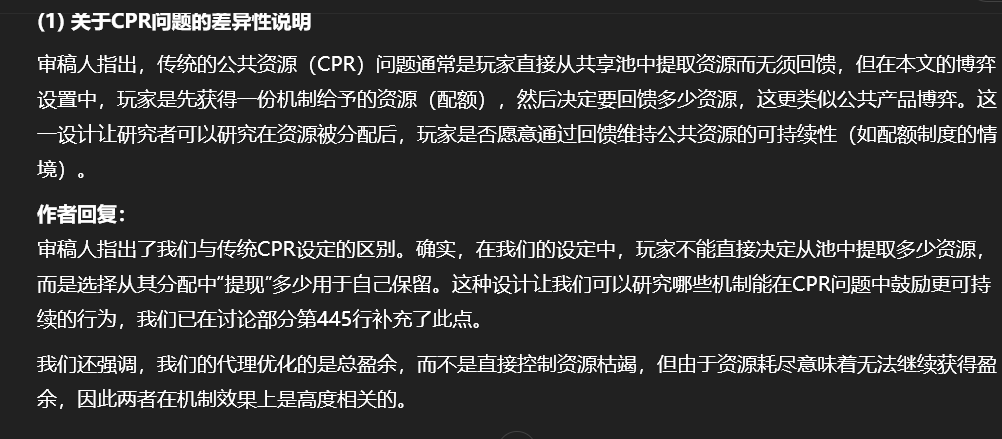 (1) 关于CPR问题的差异性说明
审稿人指出，传统的公共资源（CPR）问题通常是玩家直接从共享池中提取资源而无须回馈，但在本文的博弈
设置中，玩家是先获得一份机制给予的资源（配额），然后决定要回馈多少资源，这更类似公共产品博弈。这
一设计让研究者可以研究在资源被分配后，玩家是否愿意通过回馈维持公共资源的可持续性（如配额制度的情
境）。
作者回复：
审稿人指出了我们与传统CPR设定的区别。确实，在我们的设定中，玩家不能直接决定从池中提取多少资源，
而是选择从其分配中“提现”多少用于自己保留。这种设计让我们可以研究哪些机制能在CPR问题中鼓励更可持
续的行为，我们已在讨论部分第445行补充了此点。
我们还强调，我们的代理优化的是总盈余，而不是直接控制资源枯竭，但由于资源耗尽意味着无法继续获得盈
余，因此两者在机制效果上是高度相关的。